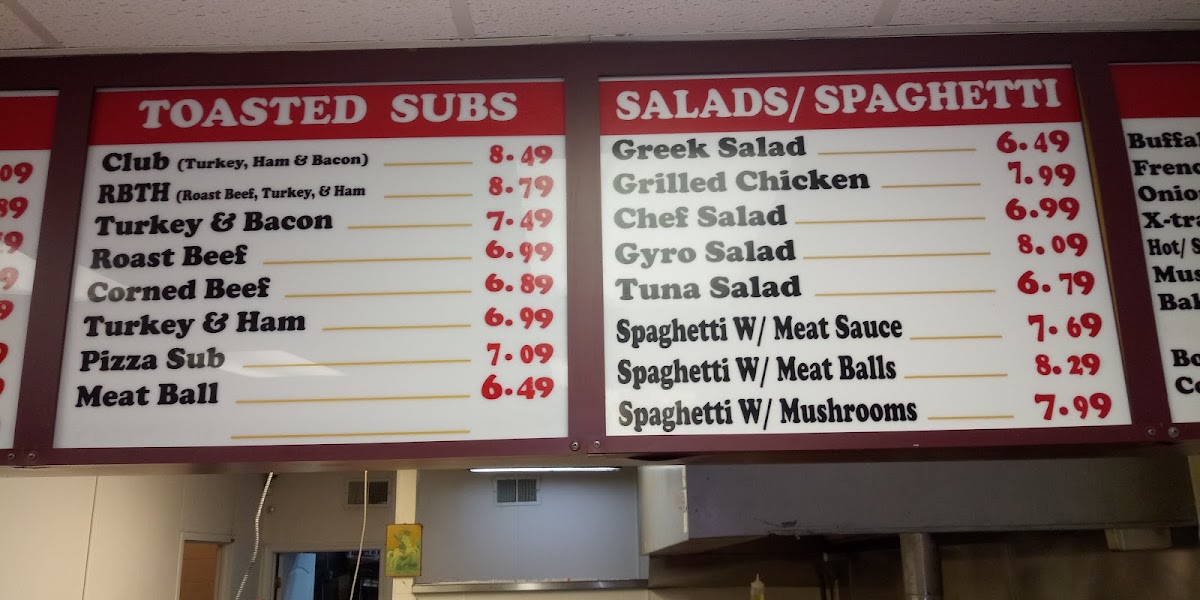 TOASTED SUBS
Club (Turkey, Ham & Bacon) 8.49
RBTH (Roast Beef, Turkey, & Ham 8.79
Turkey & Bacon 7.49
Roast Beef 6.99
Corned Beef 6.89
Turkey & Ham 6.99
Pizza Sub 7.09
Meat Ball 6.49
SALADS/ SPAGHETTI
Greek Salad 6.49
Grilled Chicken 7.99
Chef Salad 6.99
Gyro Salad 8.09
Tuna Salad 6.79
Spaghetti W/ Meat Sauce 7.69
Spaghetti W/ Meat Balls 8.29
Spaghetti W/ Mushrooms 7.99